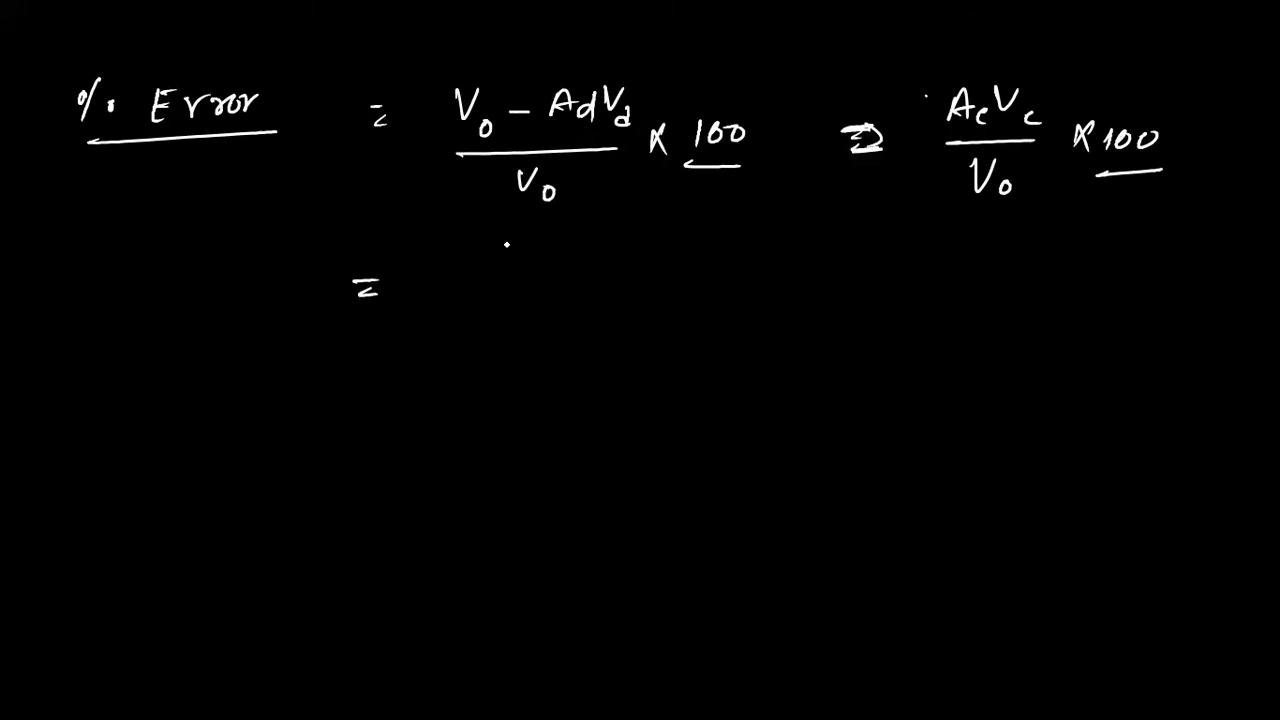 % Error = (V₀ - AdVd)/V₀ × 100 ⇒ (AcVc)/V₀ × 100
=